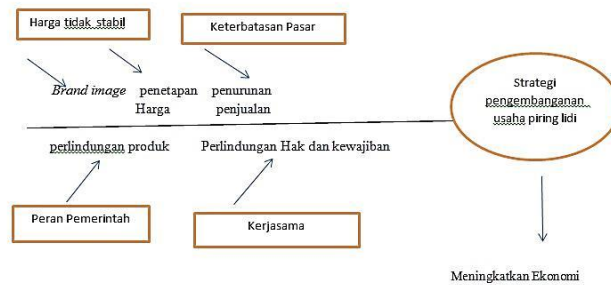 Harga tidak stabil
Keterbatasan Pasar
Brand image penetapan penurunan
Harga penjualan
Strategi
pengembanganan
usaha piring lidi
perlindungan produk Perlindungan Hak dan kewajiban
Peran Pemerintah
Kerjasama
Meningkatkan Ekonomi